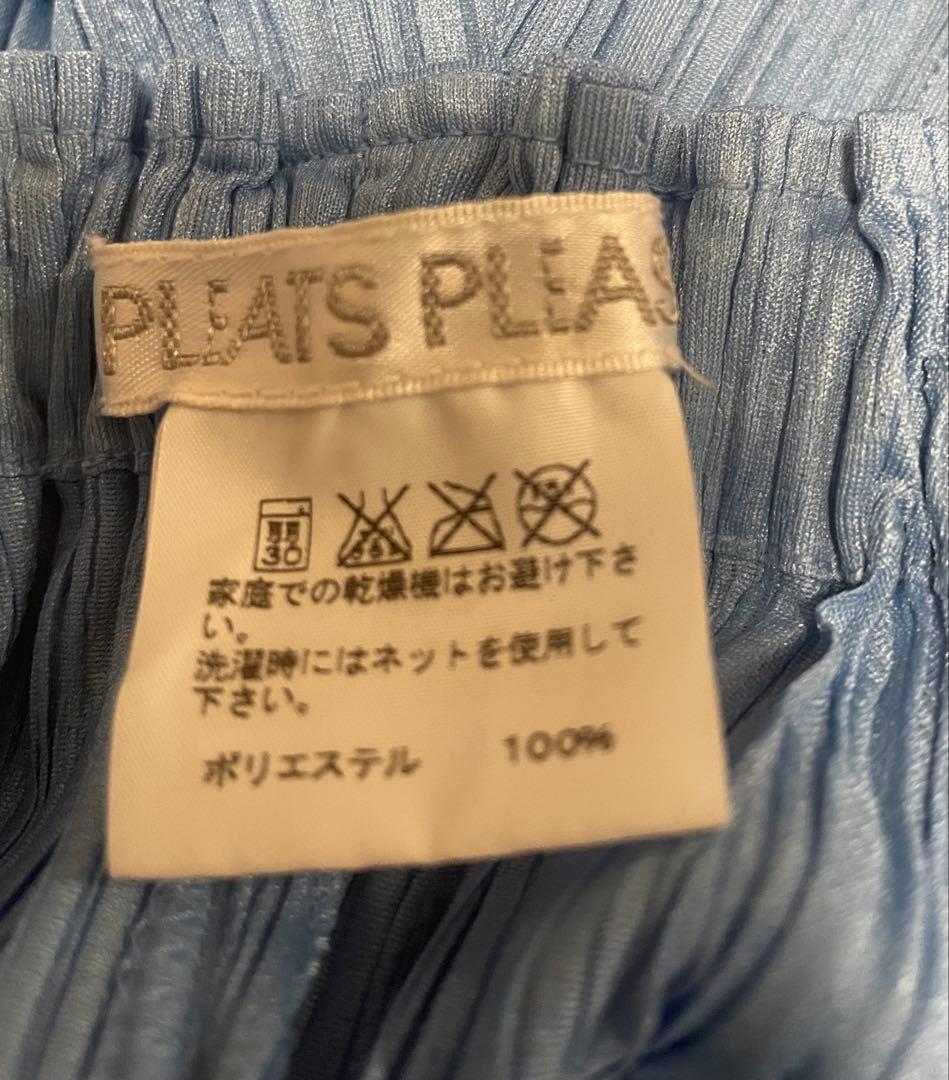 PLEATS PLEAS
弱
30
家庭での乾燥機はお避け下さ
い。
洗濯時にはネットを使用して
下さい。
ポリエステル 100%